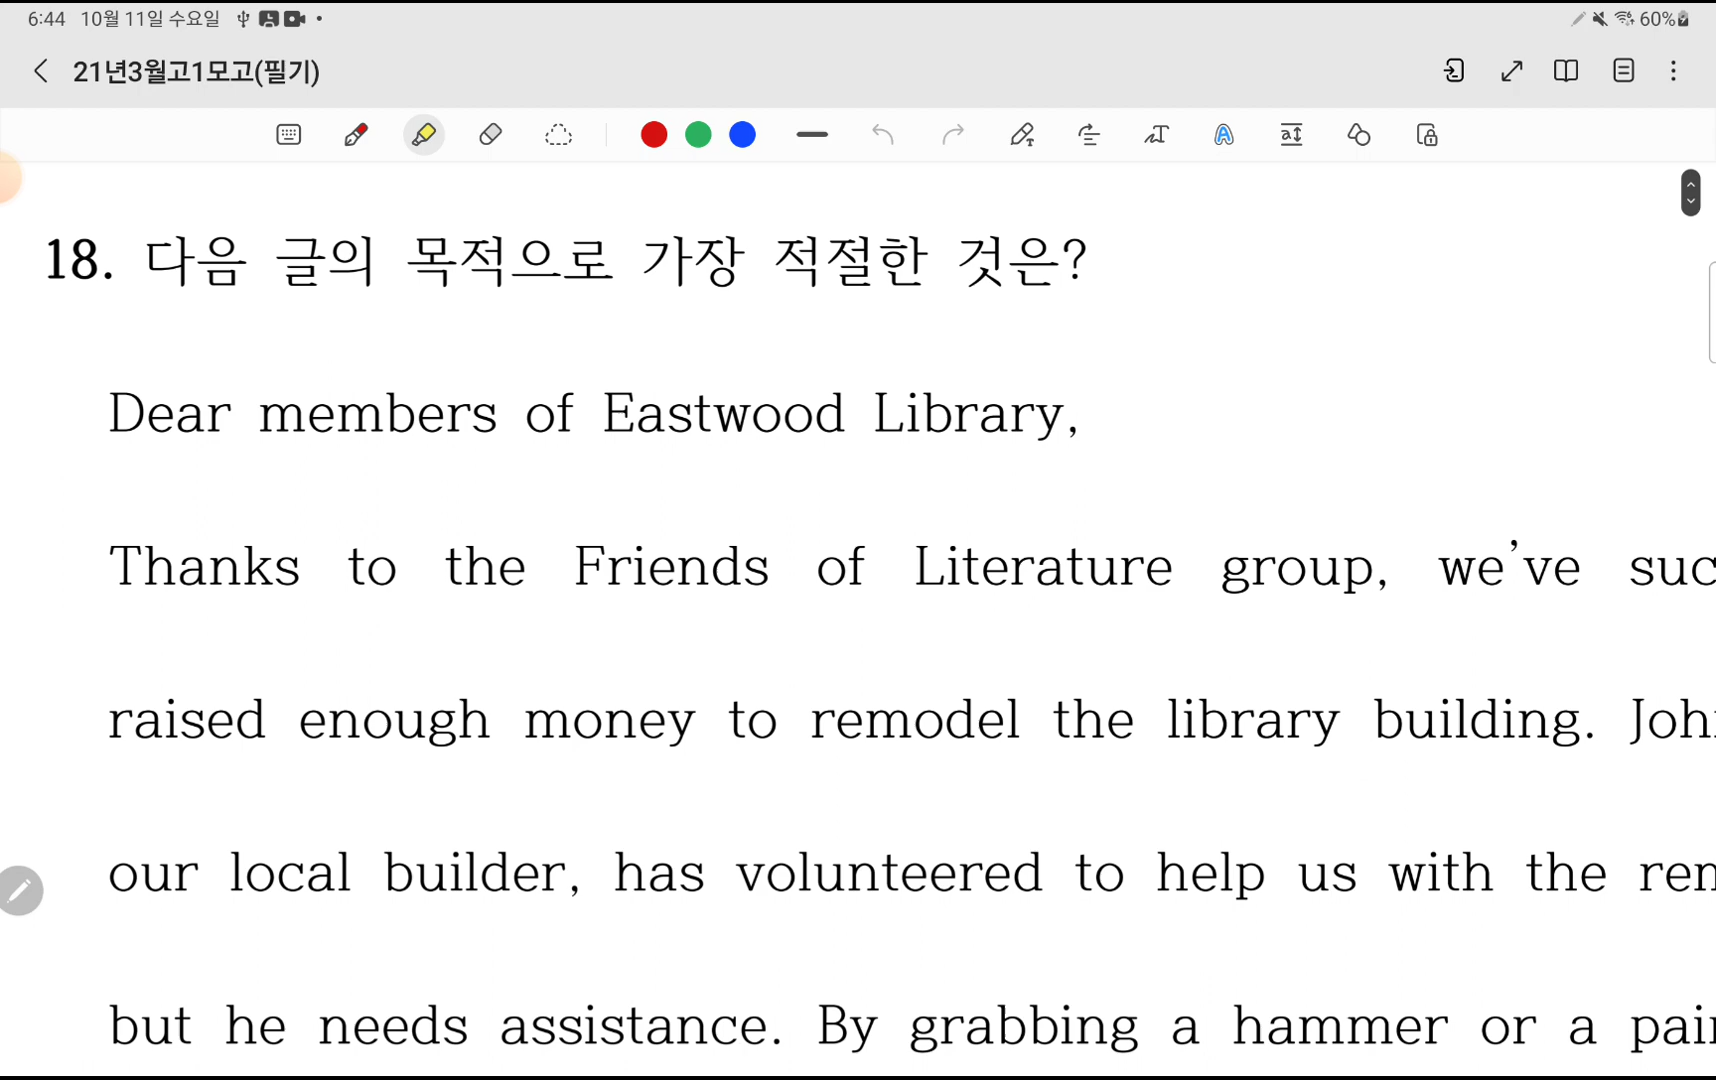 6:44 10월 11일 수요일
60%
21년3월고1모고(필기)
18. 다음 글의 목적으로 가장 적절한 것은?
Dear members of Eastwood Library,
Thanks to the Friends of Literature group, we've suc
raised enough money to remodel the library building. Joh
our local builder, has volunteered to help us with the ren
but he needs assistance. By grabbing a hammer or a pai